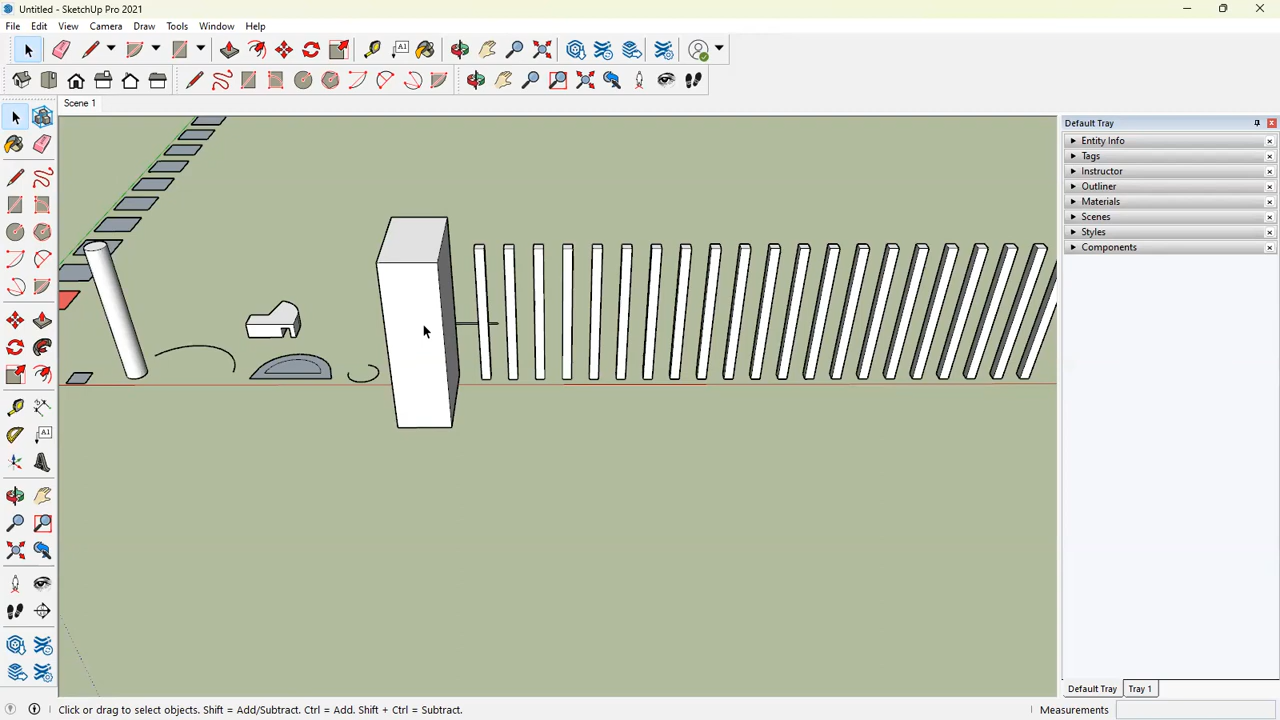 Untitled - SketchUp Pro 2021
File Edit View Camera Draw Tools Window Help
A1
Scene 1
Default Tray
Entity Info
Tags
Instructor
Outliner
Materials
Scenes
Styles
Components
A1
Default Tray Tray 1
Click or drag to select objects. Shift = Add/Subtract. Ctrl = Add. Shift + Ctrl = Subtract. Measurements